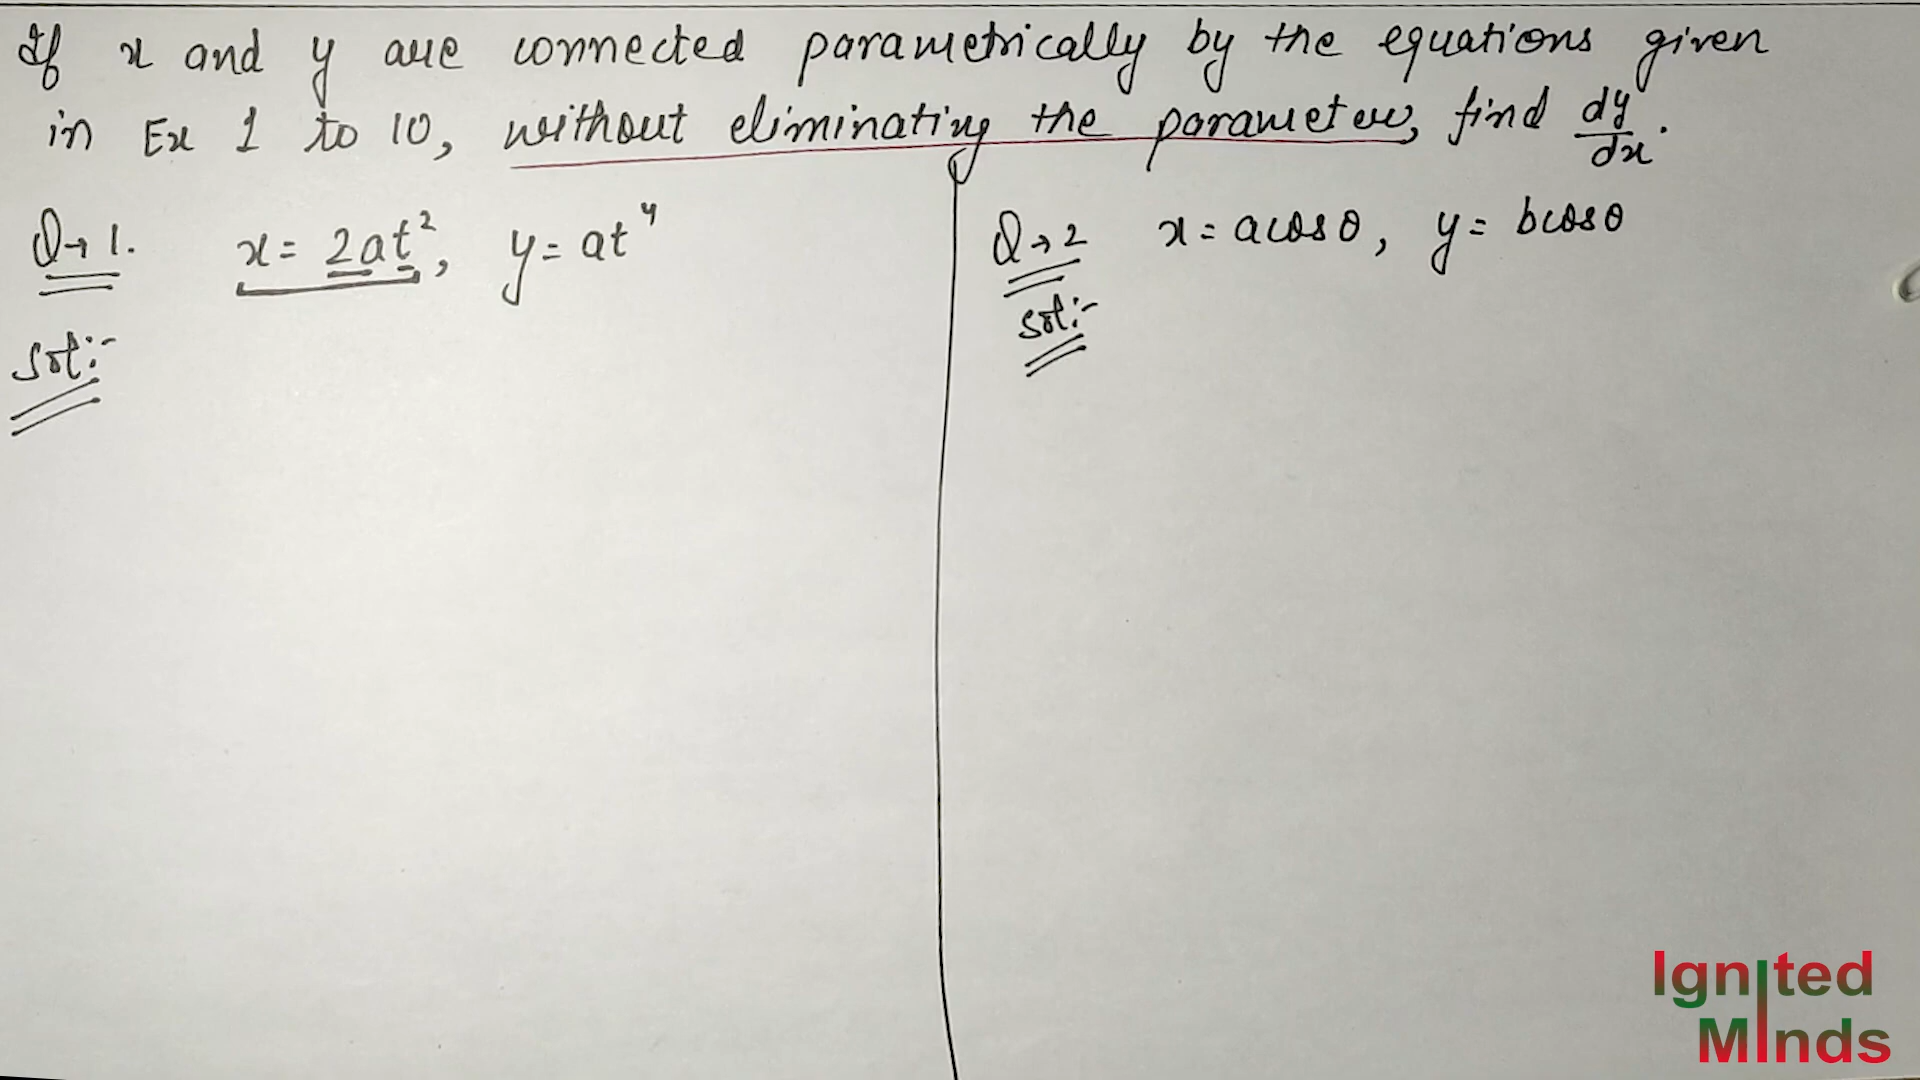 If x and y are connected parametrically by the equations given
in Ex 1 to 10, without eliminating the parameter, find dy/dx.
Q→1. x = 2at², y = at⁴
Sol:-
Q→2 x = a cos θ, y = b cos θ
Sol:-
Ignited
Minds